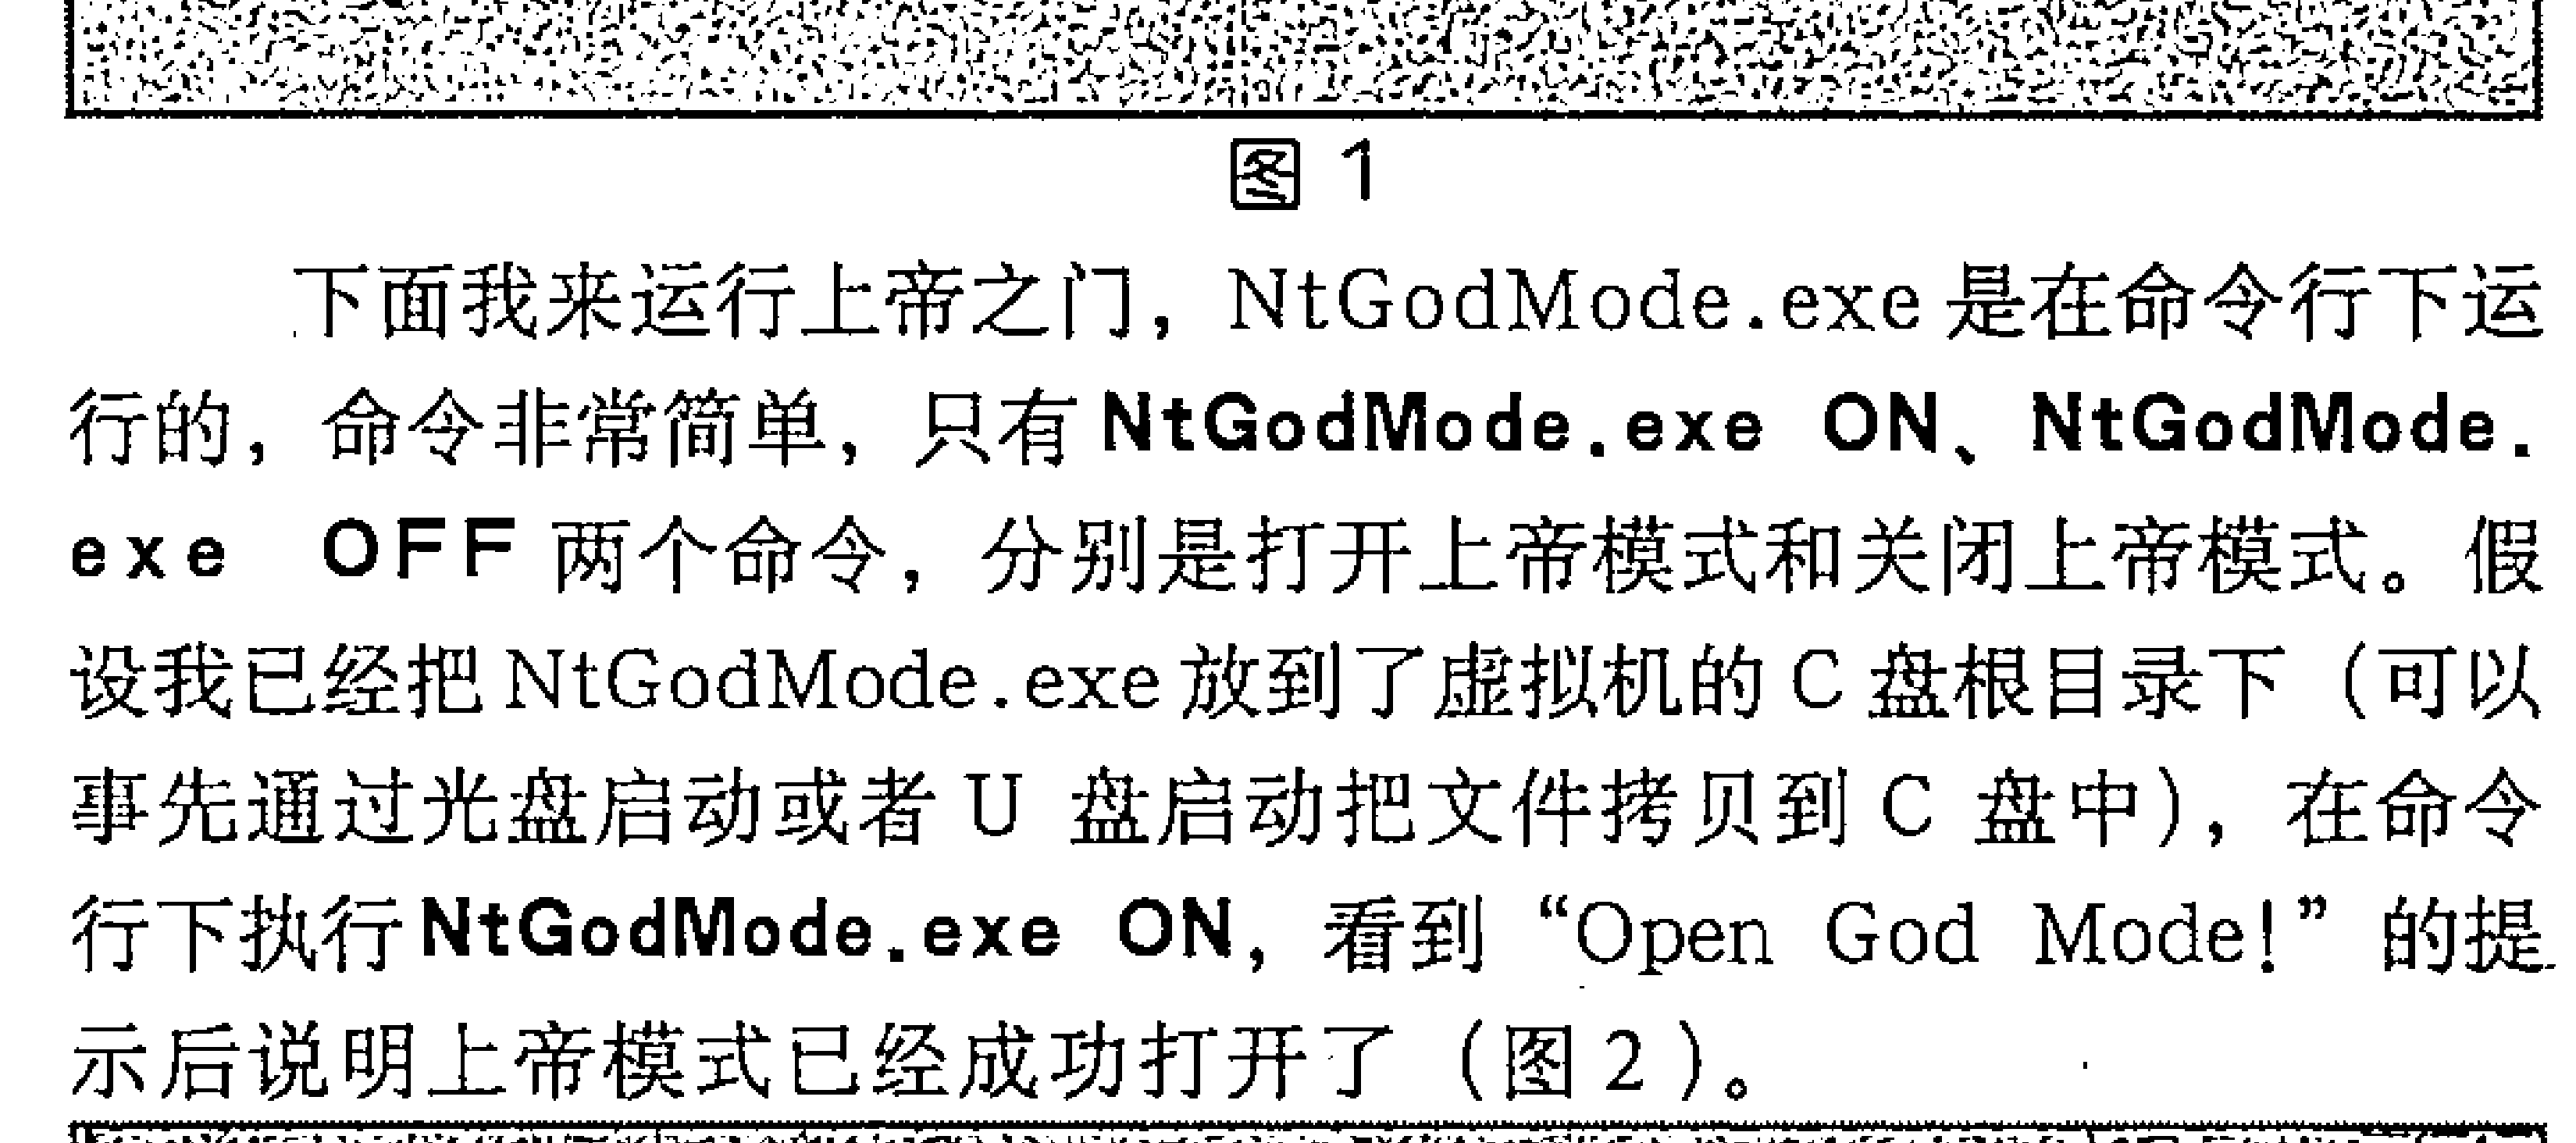 图 1
下面我来运行上帝之门，NtGodMode.exe 是在命令行下运
行的，命令非常简单，只有 NtGodMode.exe ON、NtGodMode.
exe OFF 两个命令，分别是打开上帝模式和关闭上帝模式。假
设我已经把 NtGodMode.exe 放到了虚拟机的 C 盘根目录下（可以
事先通过光盘启动或者 U 盘启动把文件拷贝到 C 盘中），在命令
行下执行 NtGodMode.exe ON，看到“Open God Mode!”的提
示后说明上帝模式已经成功打开了（图 2）。